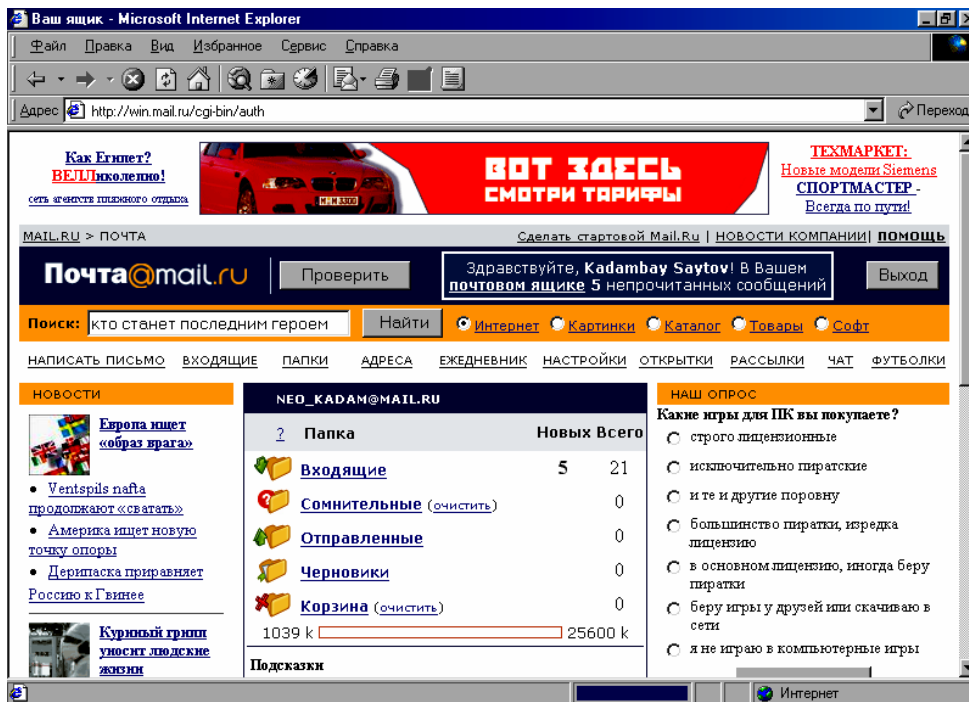 Ваш ящик - Microsoft Internet Explorer
Файл Правка Вид Избранное Сервис Справка
Адрес http://win.mail.ru/cgi-bin/auth Переход
Как Египет?
ВЕЛЛиколепно!
сеть агентств пляжного отдыха
ВОТ ЗДЕСЬ
СМОТРИ ТАРИФЫ
ТЕХМАРКЕТ:
Новые модели Siemens
СПОРТМАСТЕР -
Всегда по пути!
MAIL.RU > ПОЧТА Сделать стартовой Mail.Ru | НОВОСТИ КОМПАНИИ| ПОМОЩЬ
Почта@mail.ru Проверить
Здравствуйте, Kadambay Saytov! В Вашем
почтовом ящике 5 непрочитанных сообщений
Выход
Поиск: кто станет последним героем Найти Интернет Картинки Каталог Товары Софт
НАПИСАТЬ ПИСЬМО ВХОДЯЩИЕ ПАПКИ АДРЕСА ЕЖЕДНЕВНИК НАСТРОЙКИ ОТКРЫТКИ РАССЫЛКИ ЧАТ ФУТБОЛКИ
НОВОСТИ
Европа ищет
«образ врага»
• Ventspils nafta
продолжают «сватать»
• Америка ищет новую
точку опоры
• Дерипаска приравняет
Россию к Гвинее
Куриный грипп
уносит людские
жизни
NEO_KADAM@MAIL.RU
? Папка Новых Всего
Входящие 5 21
Сомнительные (очистить) 0
Отправленные 0
Черновики 0
Корзина (очистить) 0
1039 k 25600 k
Подсказки
НАШ ОПРОС
Какие игры для ПК вы покупаете?
строго лицензионные
исключительно пиратские
и те и другие поровну
большинство пиратки, изредка
лицензию
в основном лицензию, иногда беру
пиратки
беру игры у друзей или скачиваю в
сети
я не играю в компьютерные игры
Интернет